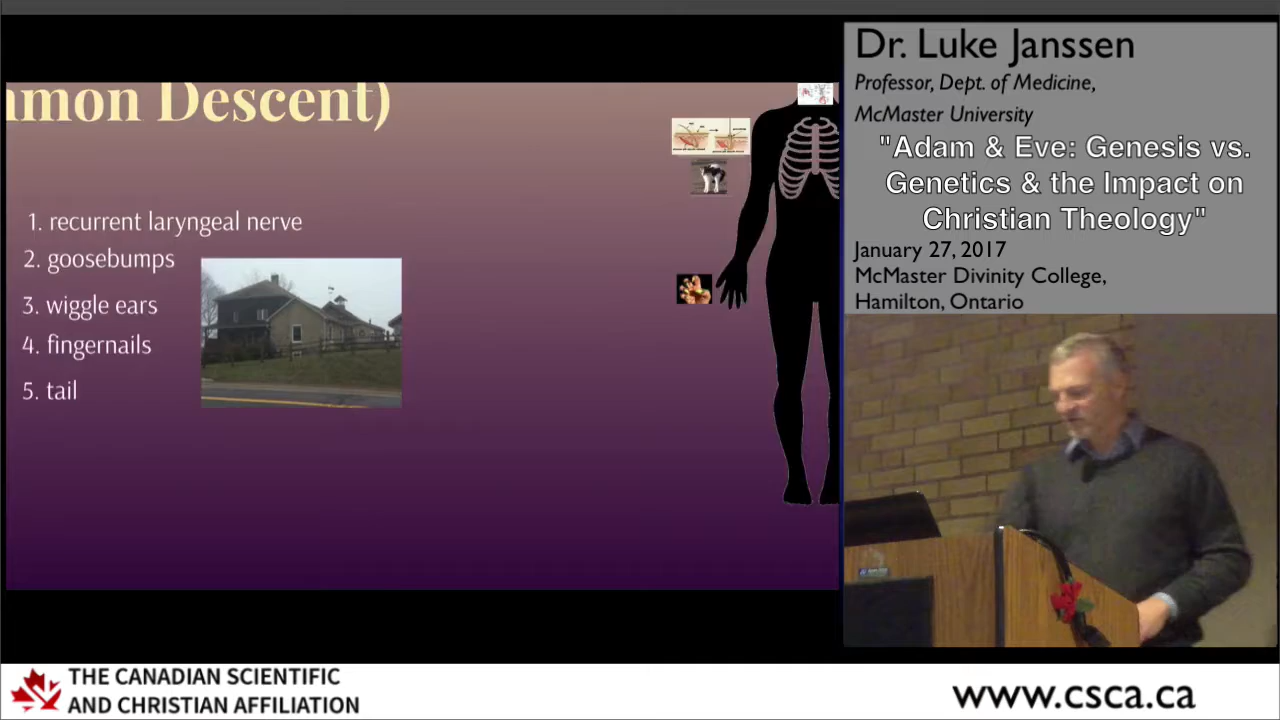 mmon Descent)
1. recurrent laryngeal nerve
2. goosebumps
3. wiggle ears
4. fingernails
5. tail
Dr. Luke Janssen
Professor, Dept. of Medicine,
McMaster University
"Adam & Eve: Genesis vs.
Genetics & the Impact on
Christian Theology"
January 27, 2017
McMaster Divinity College,
Hamilton, Ontario
THE CANADIAN SCIENTIFIC
AND CHRISTIAN AFFILIATION
www.csca.ca